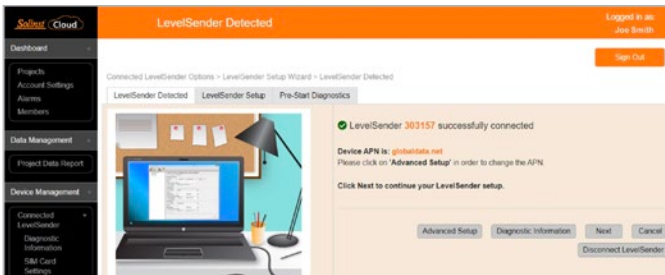 Solinst Cloud
LevelSender Detected
Logged in as:
Joe Smith
Sign Out
Dashboard
Projects
Account Settings
Alarms
Members
Data Management
Project Data Report
Device Management
Connected
LevelSender
Diagnostic
Information
SIM Card
Settings
Connected LevelSender Options > LevelSender Setup Wizard > LevelSender Detected
LevelSender Detected
LevelSender Setup
Pre-Start Diagnostics
LevelSender 303157 successfully connected
Device APN is: globaldata.net
Please click on 'Advanced Setup' in order to change the APN.
Click Next to continue your LevelSender setup.
Advanced Setup
Diagnostic Information
Next
Cancel
Disconnect LevelSender